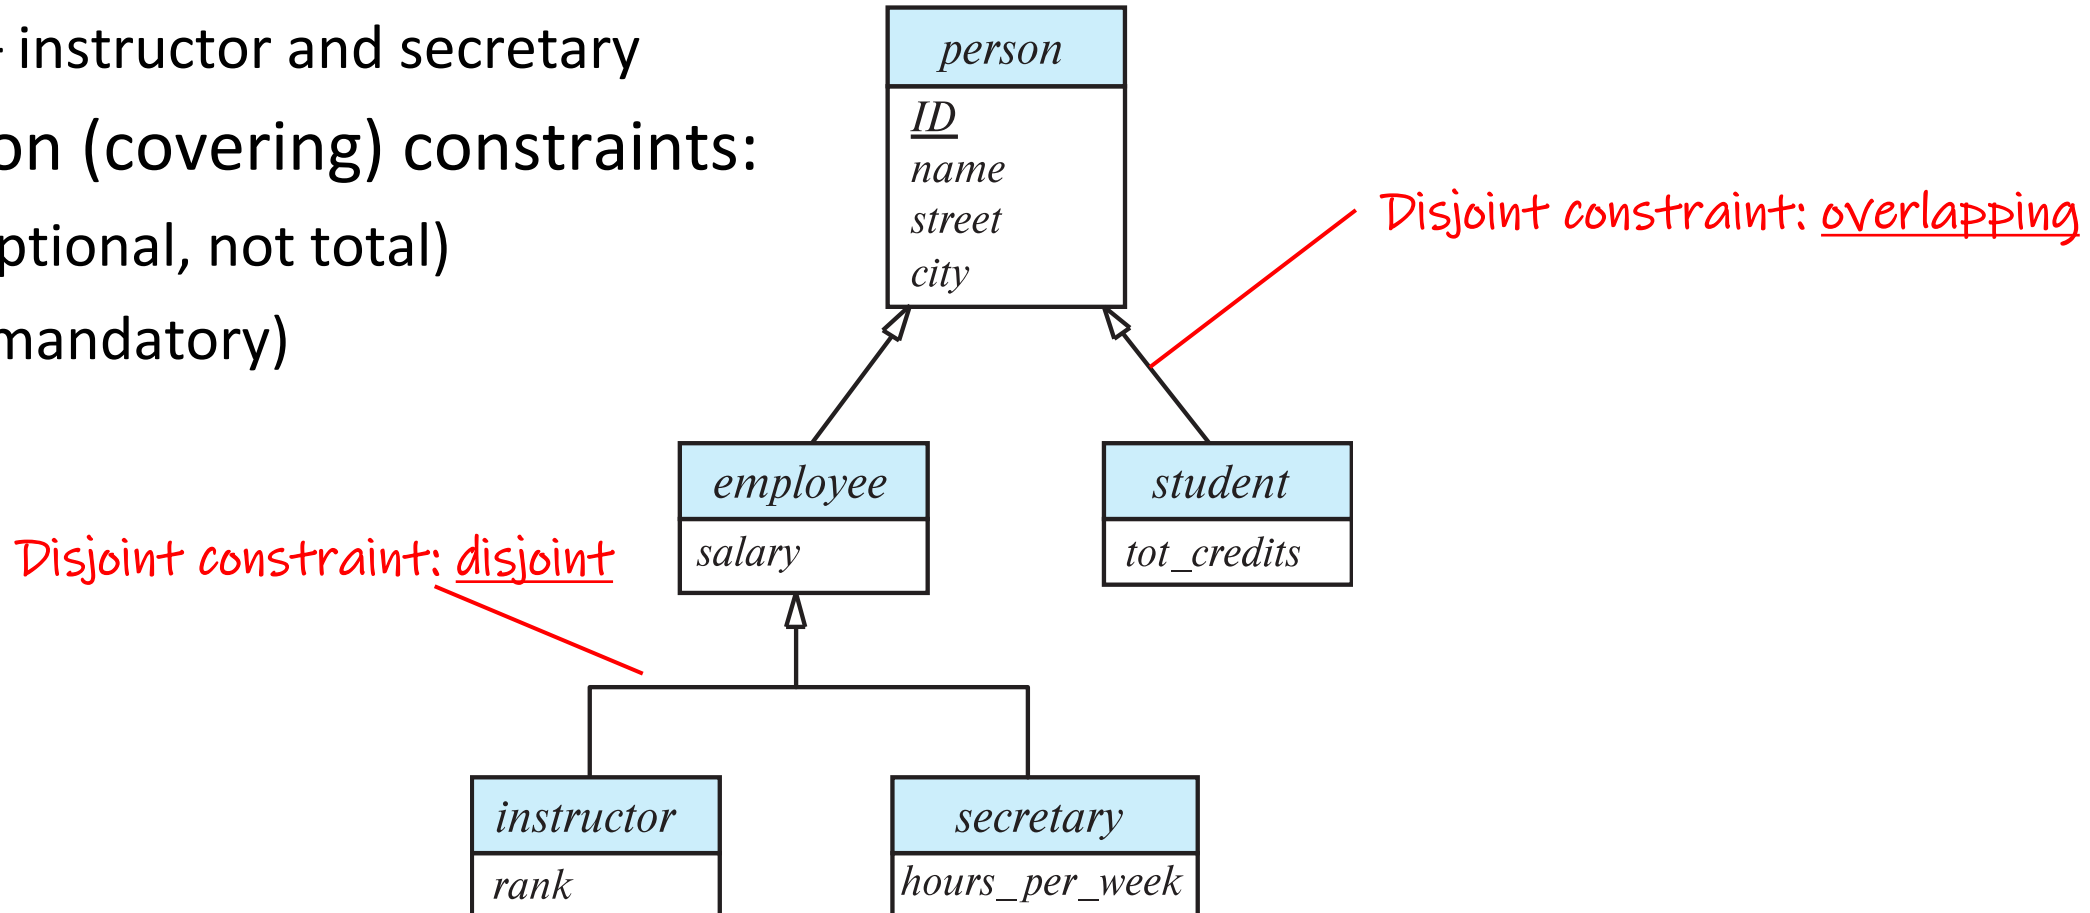 - instructor and secretary
on (covering) constraints:
ptional, not total)
mandatory)
person
ID
name
street
city
Disjoint constraint: overlapping
employee
salary
student
tot_credits
Disjoint constraint: disjoint
instructor
rank
secretary
hours_per_week